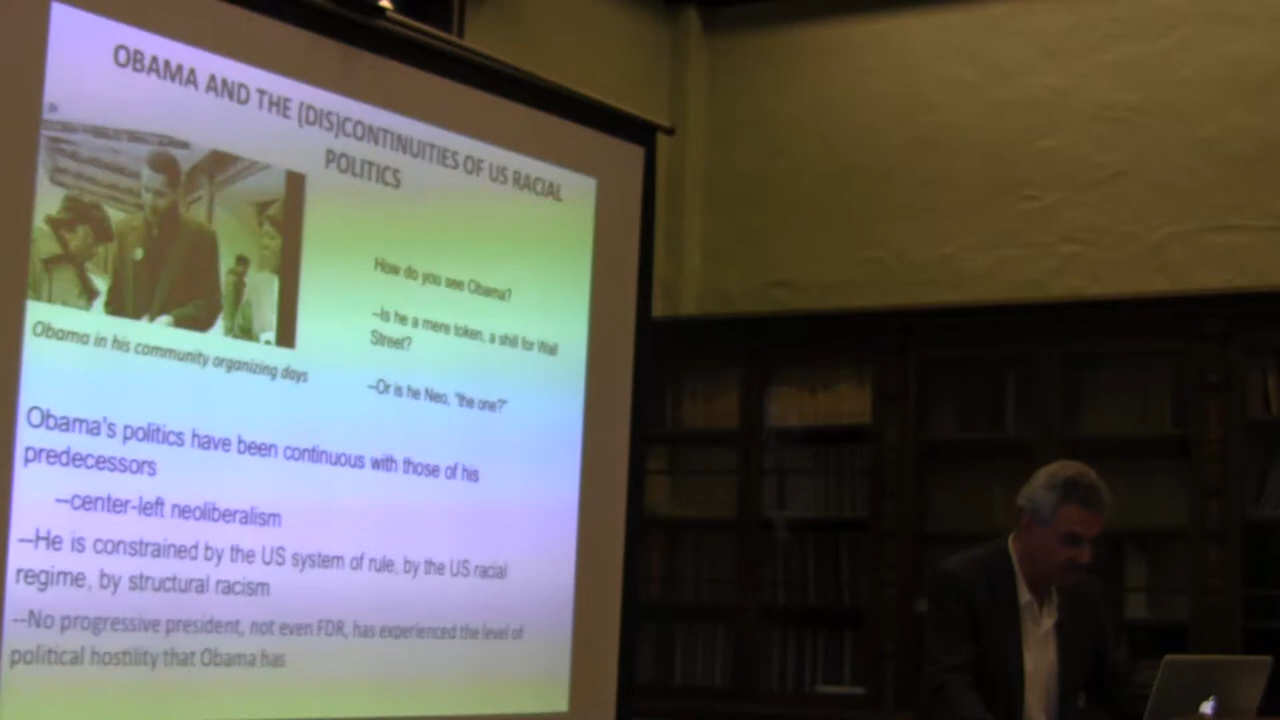 OBAMA AND THE (DIS)CONTINUITIES OF US RACIAL
POLITICS
How do you see Obama?
--Is he a mere token, a shill for Wall
Street?
--Or is he Neo, "the one?"
Obama in his community organizing days
Obama's politics have been continuous with those of his
predecessors
--center-left neoliberalism
--He is constrained by the US system of rule, by the US racial
regime, by structural racism
--No progressive president, not even FDR, has experienced the level of
political hostility that Obama has